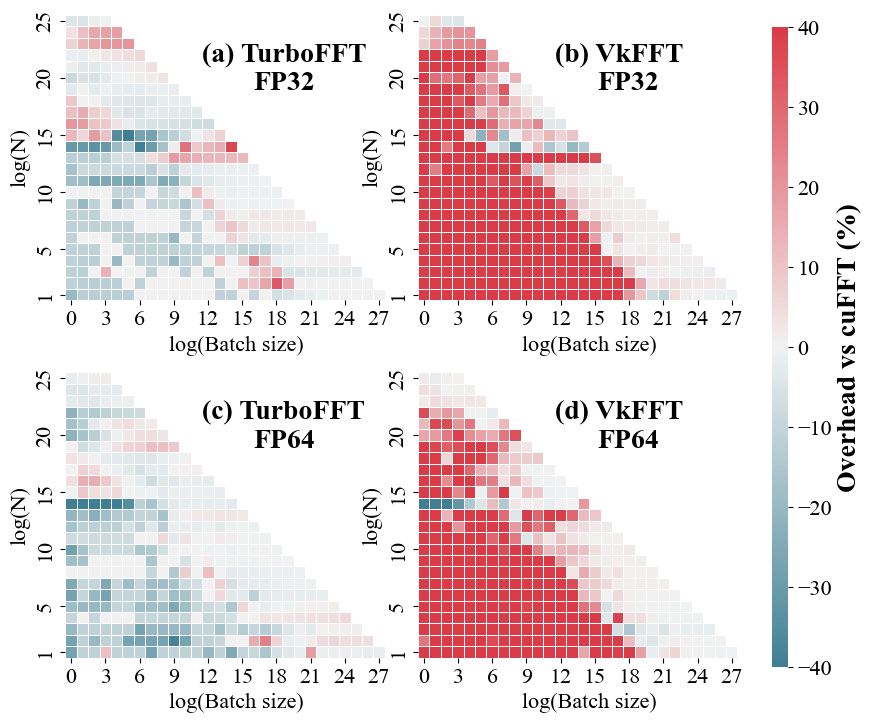 (a) TurboFFT
FP32
log(N)
25
20
15
10
5
1
0 3 6 9 12 15 18 21 24 27
log(Batch size)
(b) VkFFT
FP32
log(N)
25
20
15
10
5
1
0 3 6 9 12 15 18 21 24 27
log(Batch size)
(c) TurboFFT
FP64
log(N)
25
20
15
10
5
1
0 3 6 9 12 15 18 21 24 27
log(Batch size)
(d) VkFFT
FP64
log(N)
25
20
15
10
5
1
0 3 6 9 12 15 18 21 24 27
log(Batch size)
40
30
20
10
0
−10
−20
−30
−40
Overhead vs cuFFT (%)